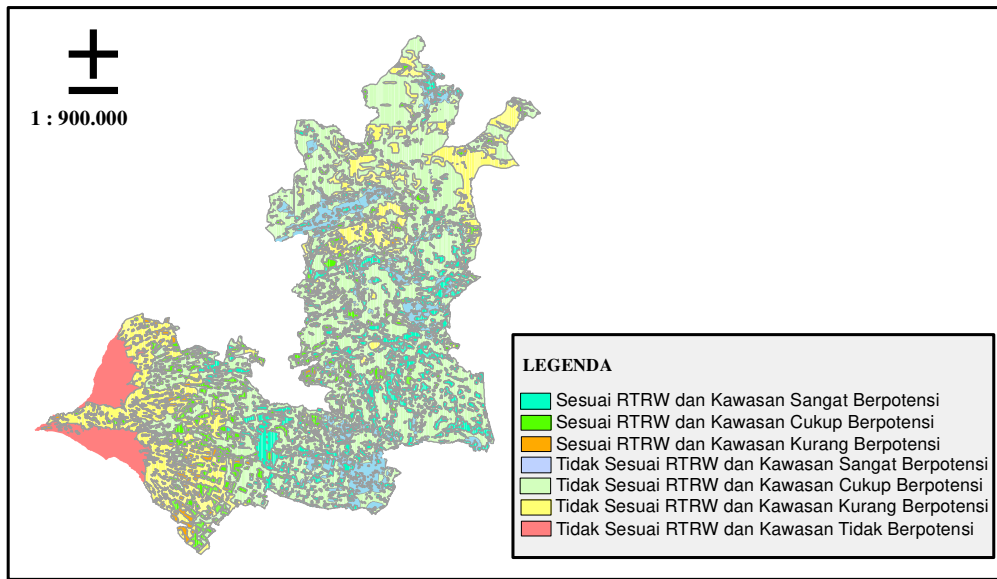 1 : 900.000
LEGENDA
Sesuai RTRW dan Kawasan Sangat Berpotensi
Sesuai RTRW dan Kawasan Cukup Berpotensi
Sesuai RTRW dan Kawasan Kurang Berpotensi
Tidak Sesuai RTRW dan Kawasan Sangat Berpotensi
Tidak Sesuai RTRW dan Kawasan Cukup Berpotensi
Tidak Sesuai RTRW dan Kawasan Kurang Berpotensi
Tidak Sesuai RTRW dan Kawasan Tidak Berpotensi